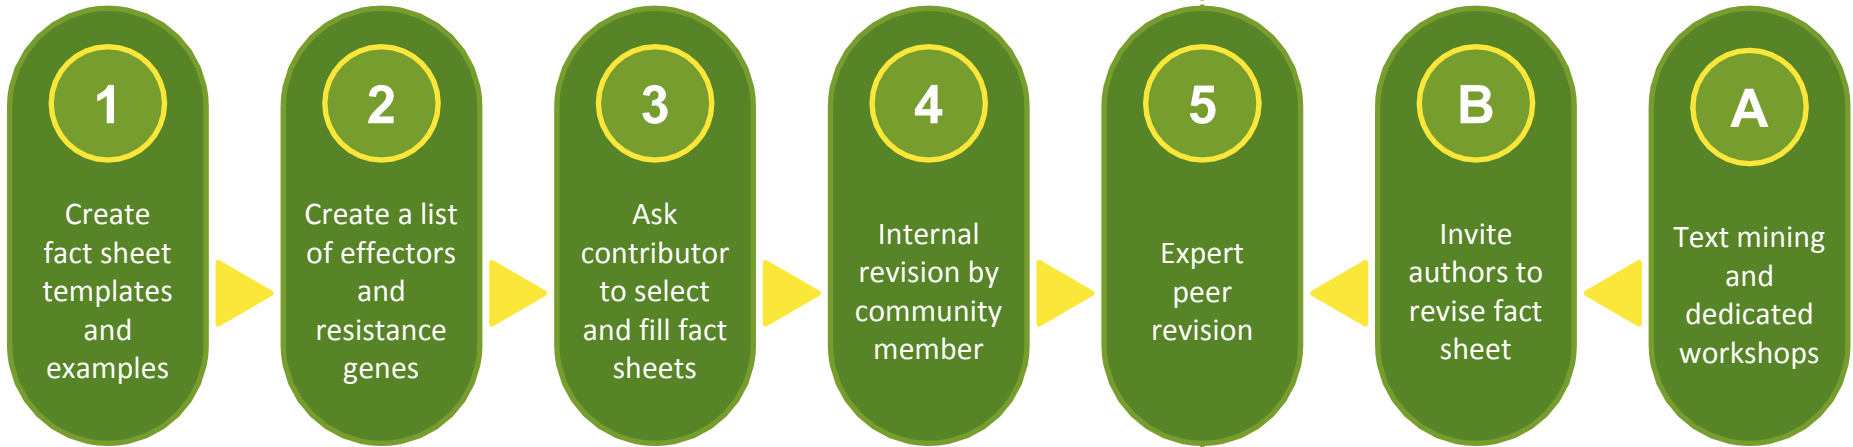 1
Create
fact sheet
templates
and
examples
2
Create a list
of effectors
and
resistance
genes
3
Ask
contributor
to select
and fill fact
sheets
4
Internal
revision by
community
member
5
Expert
peer
revision
B
Invite
authors to
revise fact
sheet
A
Text mining
and
dedicated
workshops